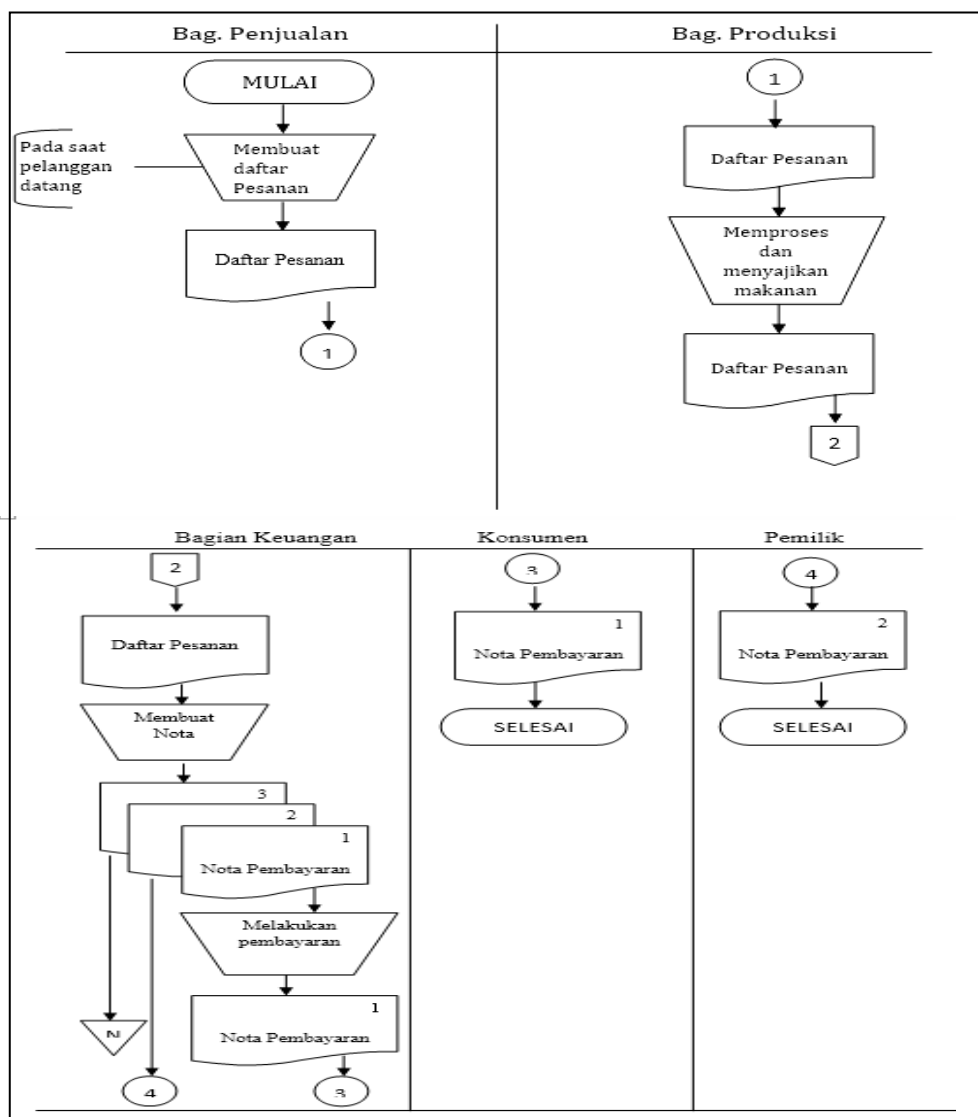 Bag. Penjualan
Bag. Produksi
MULAI
Pada saat
pelanggan
datang
Membuat
daftar
Pesanan
Daftar Pesanan
1
1
Daftar Pesanan
Memproses
dan
menyajikan
makanan
Daftar Pesanan
2
Bagian Keuangan
Konsumen
Pemilik
2
Daftar Pesanan
Membuat
Nota
3
2
1
Nota Pembayaran
Melakukan
pembayaran
1
Nota Pembayaran
N
4
3
3
1
Nota Pembayaran
SELESAI
4
2
Nota Pembayaran
SELESAI